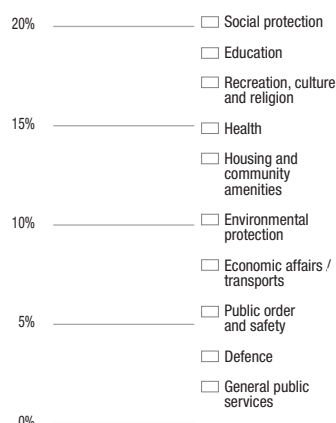 20%
Social protection
Education
Recreation, culture
and religion
15%
Health
Housing and
community
amenities
10%
Environmental
protection
Economic affairs /
transports
5%
Public order
and safety
Defence
General public
services
0%